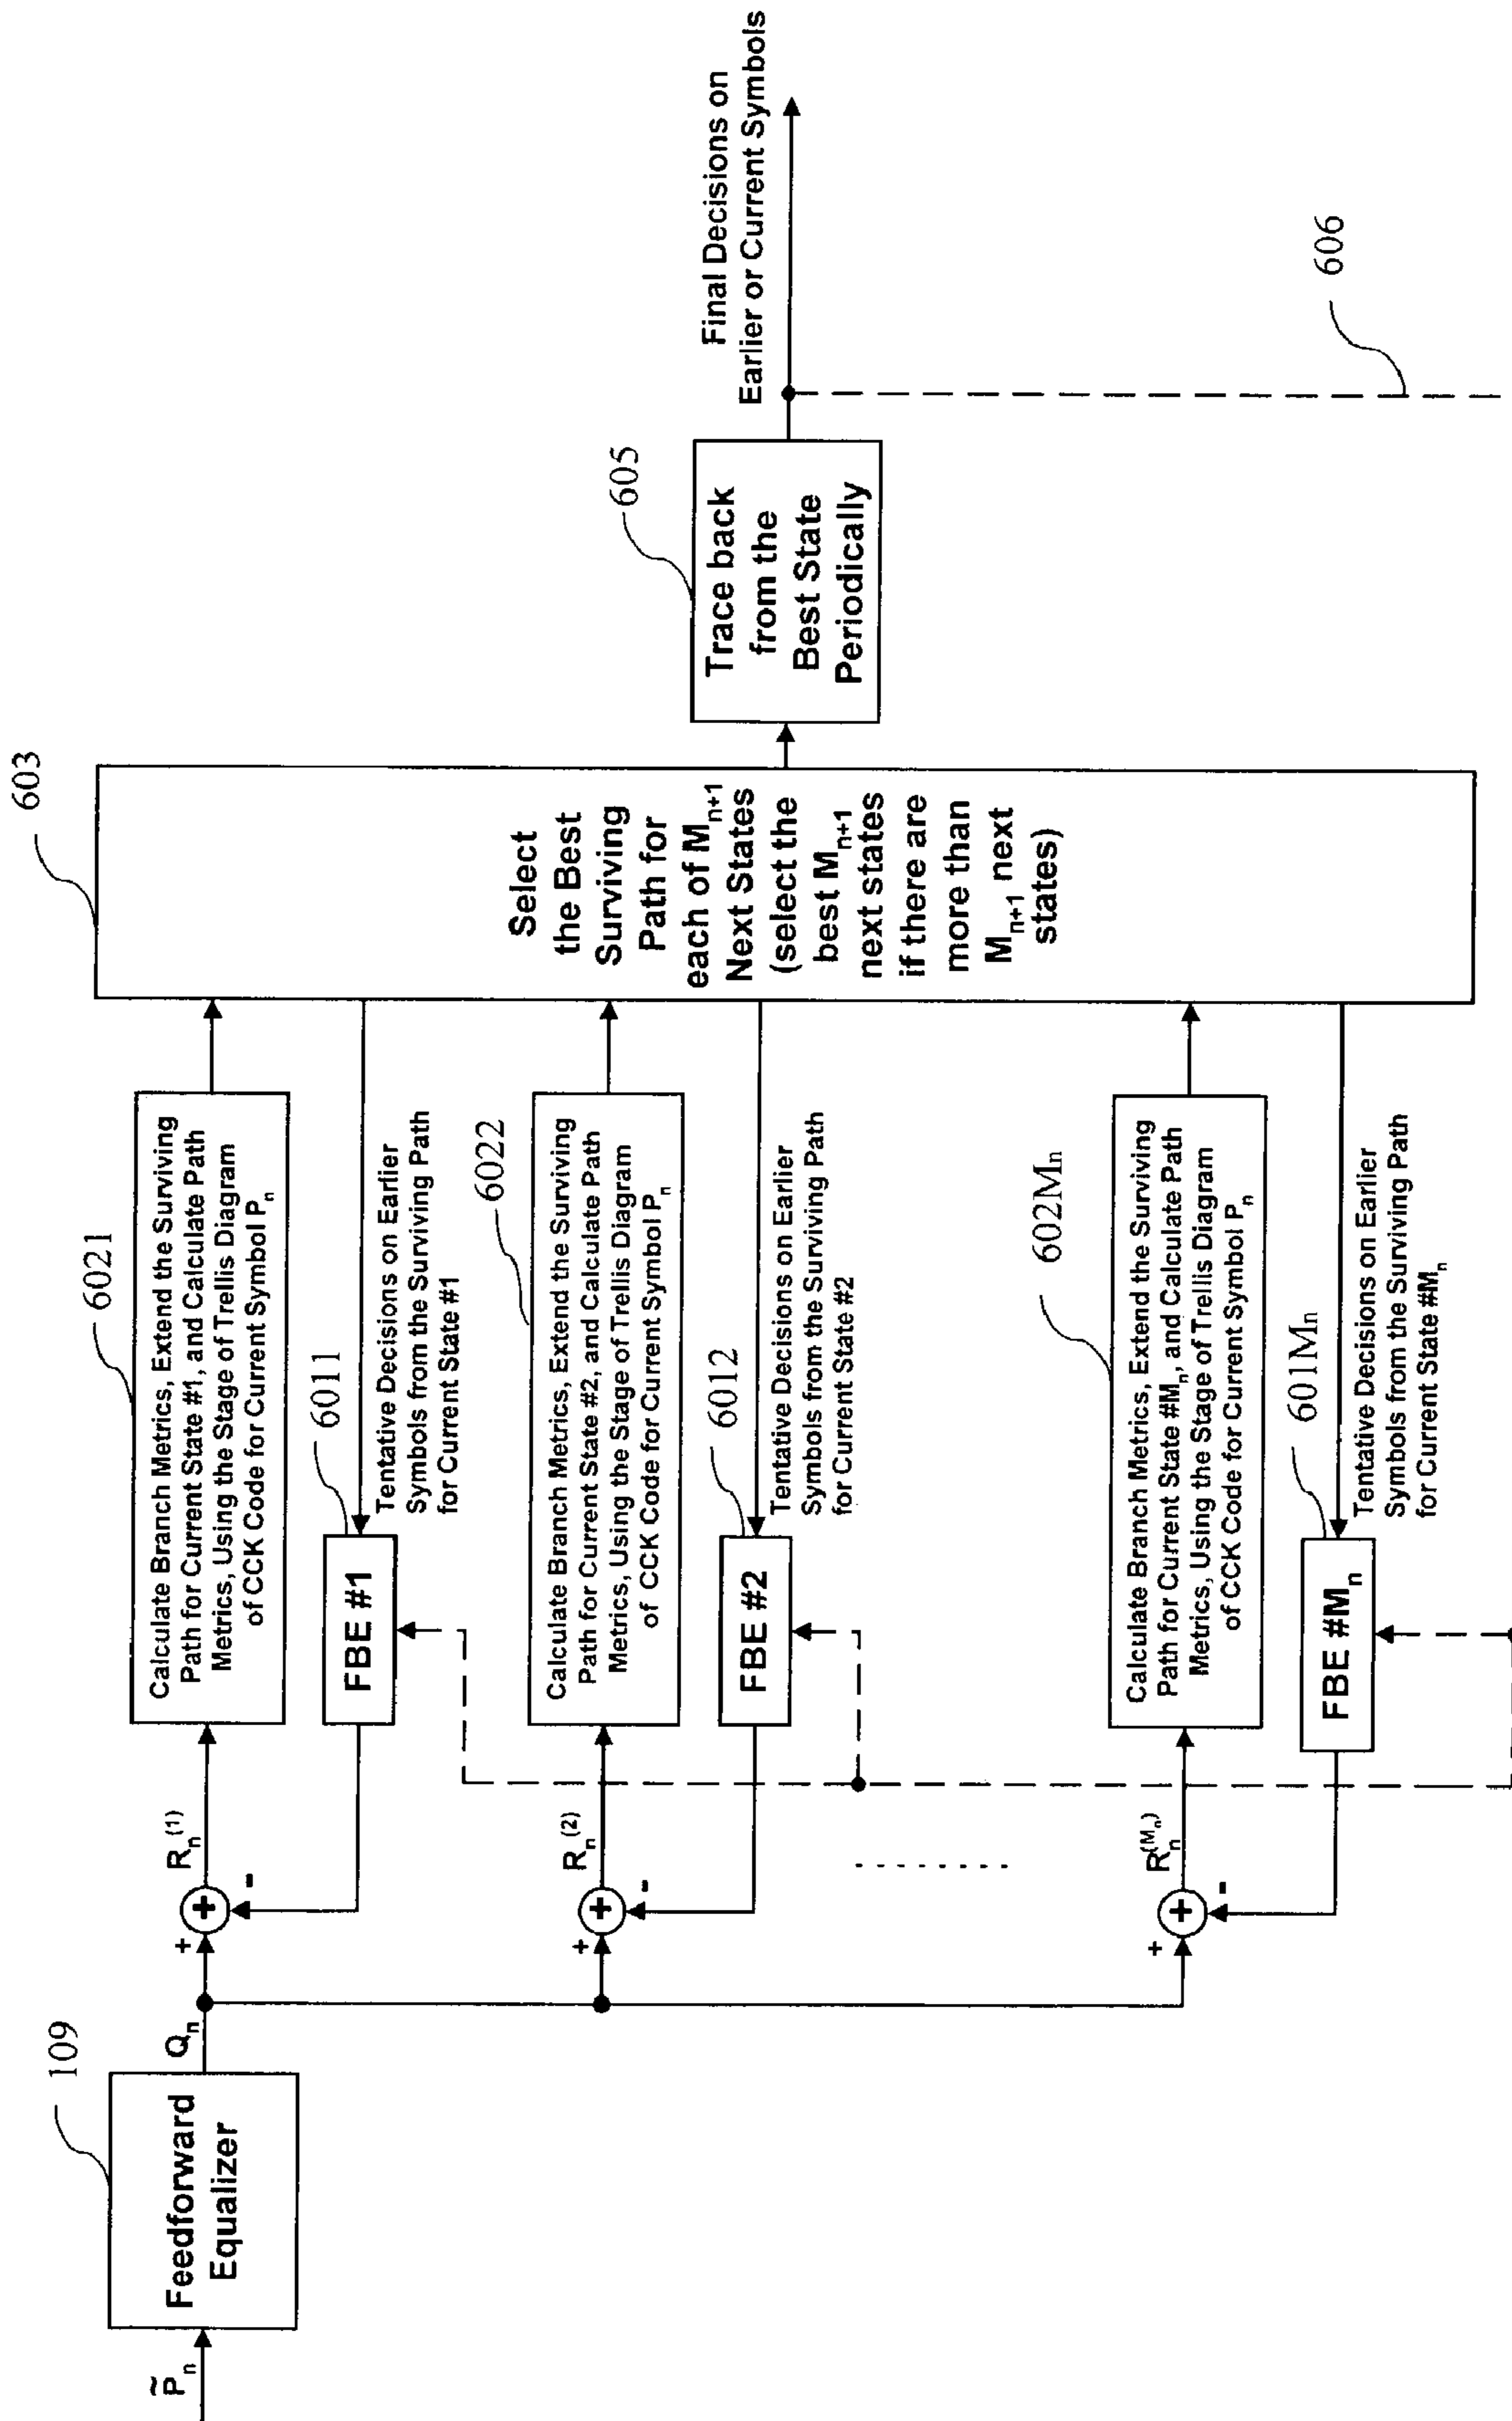 P̃n
109
Feedforward
Equalizer
Qn
+
+
-
Rn(1)
6021
Calculate Branch Metrics, Extend the Surviving
Path for Current State #1, and Calculate Path
Metrics, Using the Stage of Trellis Diagram
of CCK Code for Current Symbol Pn
6011
FBE #1
Tentative Decisions on Earlier
Symbols from the Surviving Path
for Current State #1
+
+
-
Rn(2)
6022
Calculate Branch Metrics, Extend the Surviving
Path for Current State #2, and Calculate Path
Metrics, Using the Stage of Trellis Diagram
of CCK Code for Current Symbol Pn
6012
FBE #2
Tentative Decisions on Earlier
Symbols from the Surviving Path
for Current State #2
........
+
+
-
Rn(Mn)
602Mn
Calculate Branch Metrics, Extend the Surviving
Path for Current State #Mn, and Calculate Path
Metrics, Using the Stage of Trellis Diagram
of CCK Code for Current Symbol Pn
601Mn
FBE #Mn
Tentative Decisions on Earlier
Symbols from the Surviving Path
for Current State #Mn
603
Select
the Best
Surviving
Path for
each of Mn+1
Next States
(select the
best Mn+1
next states
if there are
more than
Mn+1 next
states)
605
Trace back
from the
Best State
Periodically
Final Decisions on
Earlier or Current Symbols
606